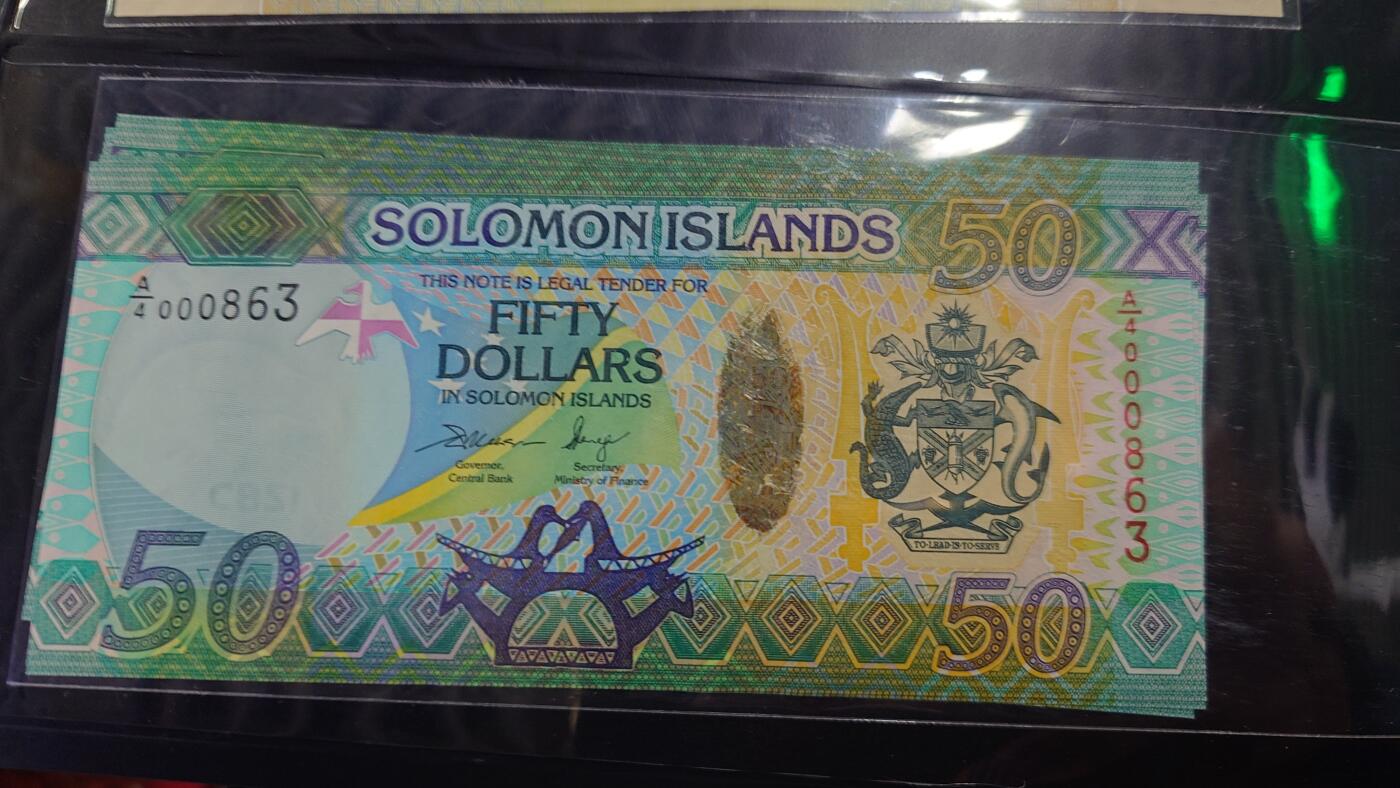 SOLOMON ISLANDS
50
A/4 000863
THIS NOTE IS LEGAL TENDER FOR
FIFTY
DOLLARS
IN SOLOMON ISLANDS
Governor,
Central Bank
Secretary,
Ministry of Finance
A/4 000863
TO·LEAD·IS·TO·SERVE
50
50